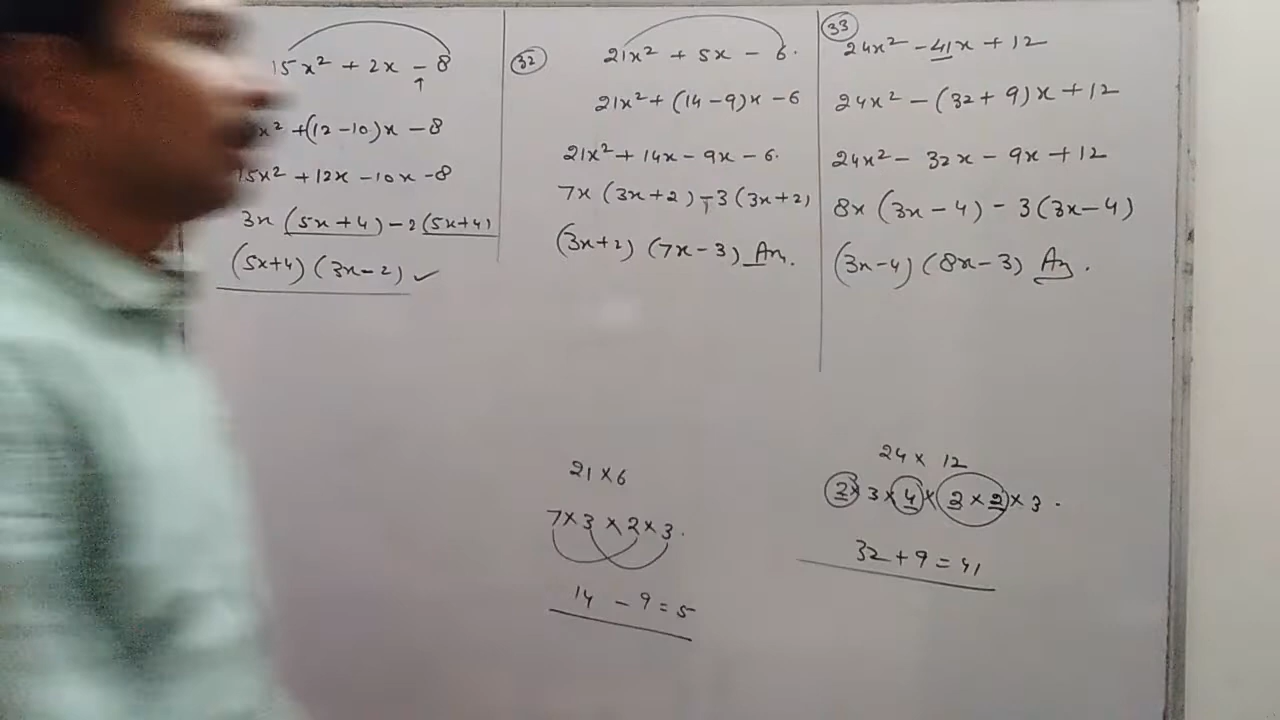 15x² + 2x - 8
x² + (12 - 10)x - 8
15x² + 12x - 10x - 8
3x (5x + 4) - 2 (5x + 4)
(5x+4) (3x - 2) ✓
32
21x² + 5x - 6.
21x² + (14 - 9)x - 6
21x² + 14x - 9x - 6.
7x (3x + 2) - 3 (3x + 2)
(3x+2) (7x - 3) An.
21 × 6
7 × 3 × 2 × 3.
14 - 9 = 5
33
24x² - 41x + 12
24x² - (32 + 9)x + 12
24x² - 32x - 9x + 12
8x (3x - 4) - 3 (3x - 4)
(3x - 4) (8x - 3) An.
24 × 12
2 × 3 × 4 × 2 × 2 × 3.
32 + 9 = 41